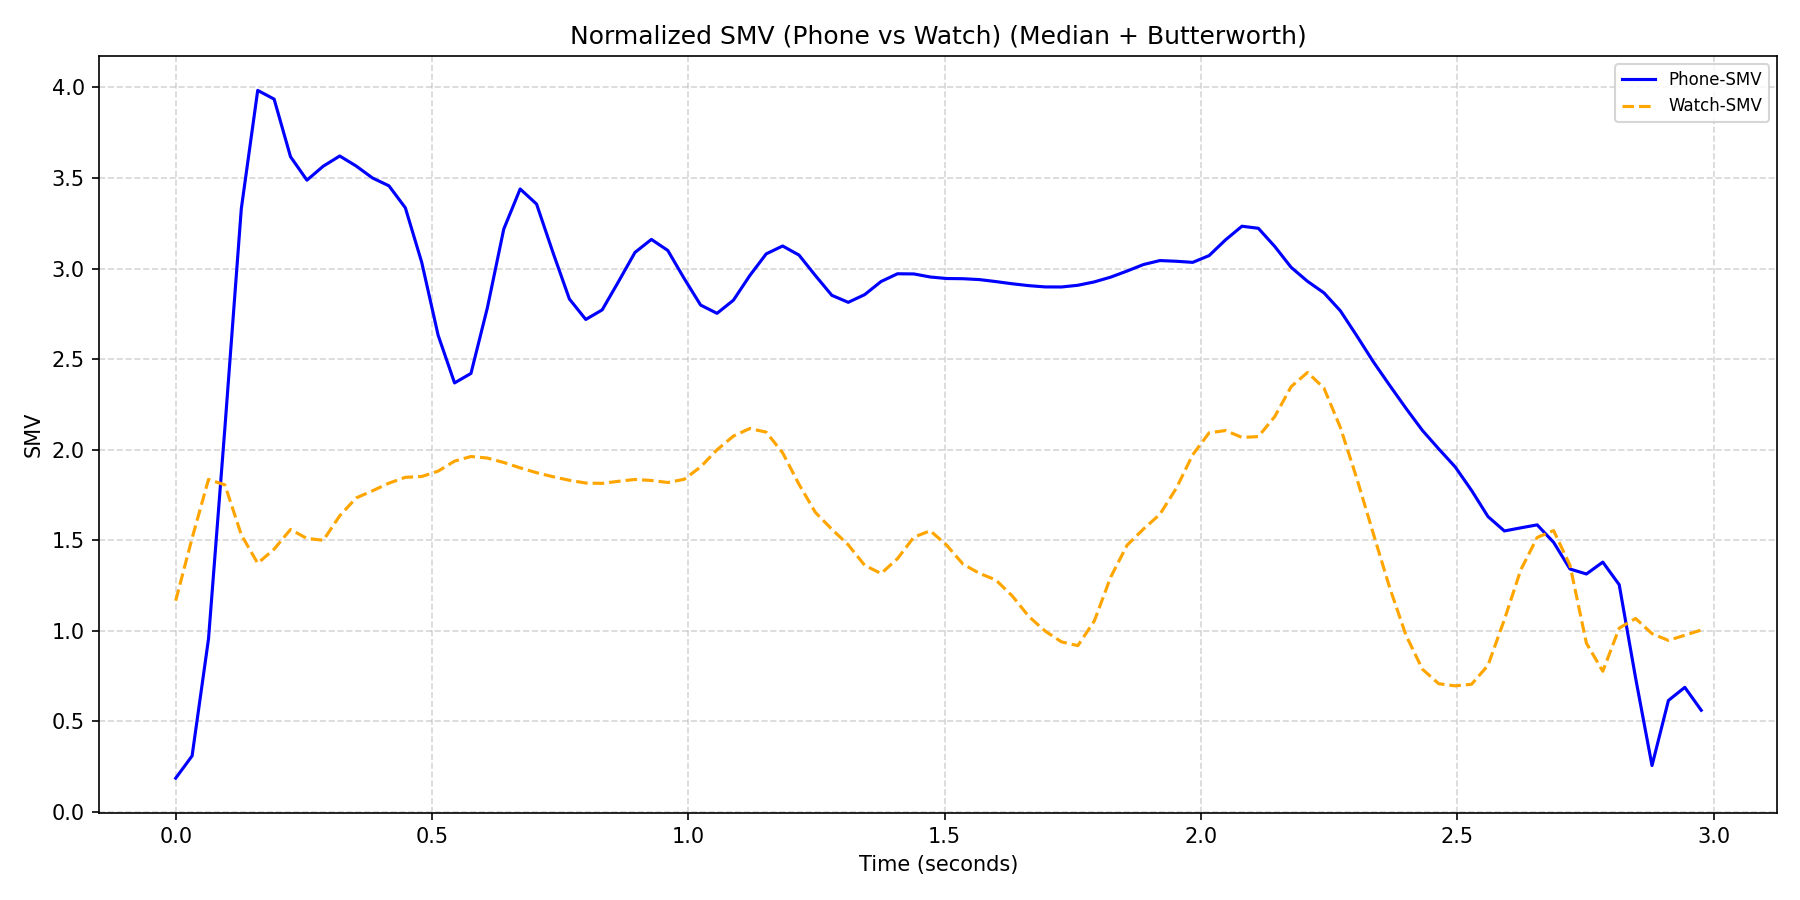 Normalized SMV (Phone vs Watch) (Median + Butterworth)
Phone-SMV
Watch-SMV
SMV
4.0
3.5
3.0
2.5
2.0
1.5
1.0
0.5
0.0
0.0 0.5 1.0 1.5 2.0 2.5 3.0
Time (seconds)